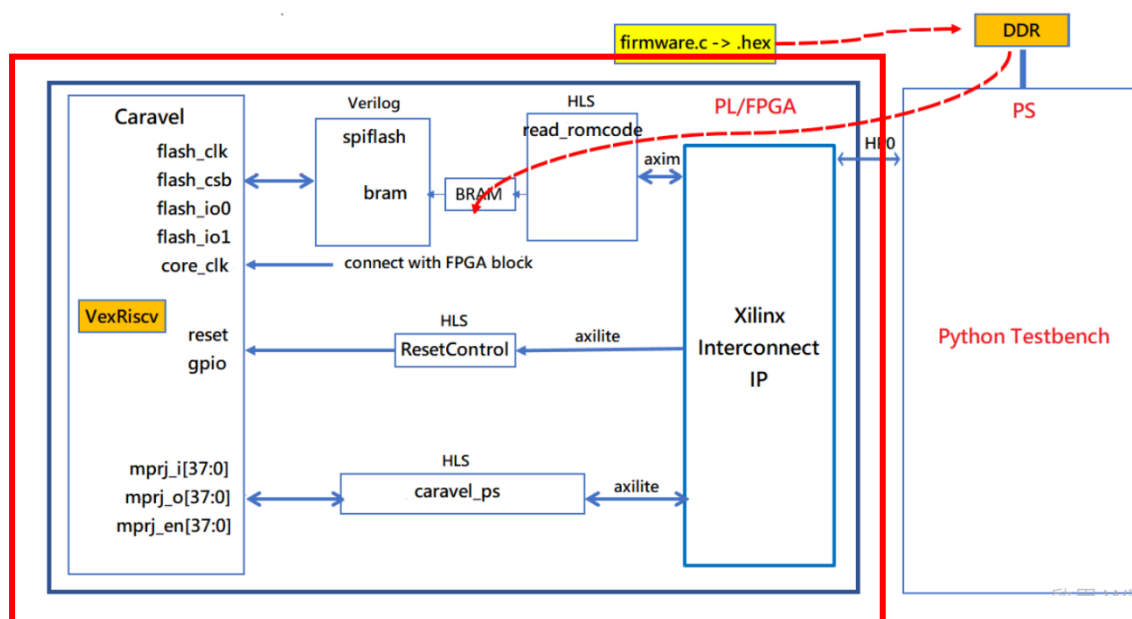 firmware.c -> .hex
DDR
Caravel
flash_clk
flash_csb
flash_io0
flash_io1
core_clk
VexRiscv
reset
gpio
mprj_i[37:0]
mprj_o[37:0]
mprj_en[37:0]
Verilog
spiflash
bram
BRAM
HLS
read_romcode
axim
connect with FPGA block
HLS
ResetControl
axilite
HLS
caravel_ps
axilite
PL/FPGA
Xilinx
Interconnect
IP
HP0
PS
Python Testbench